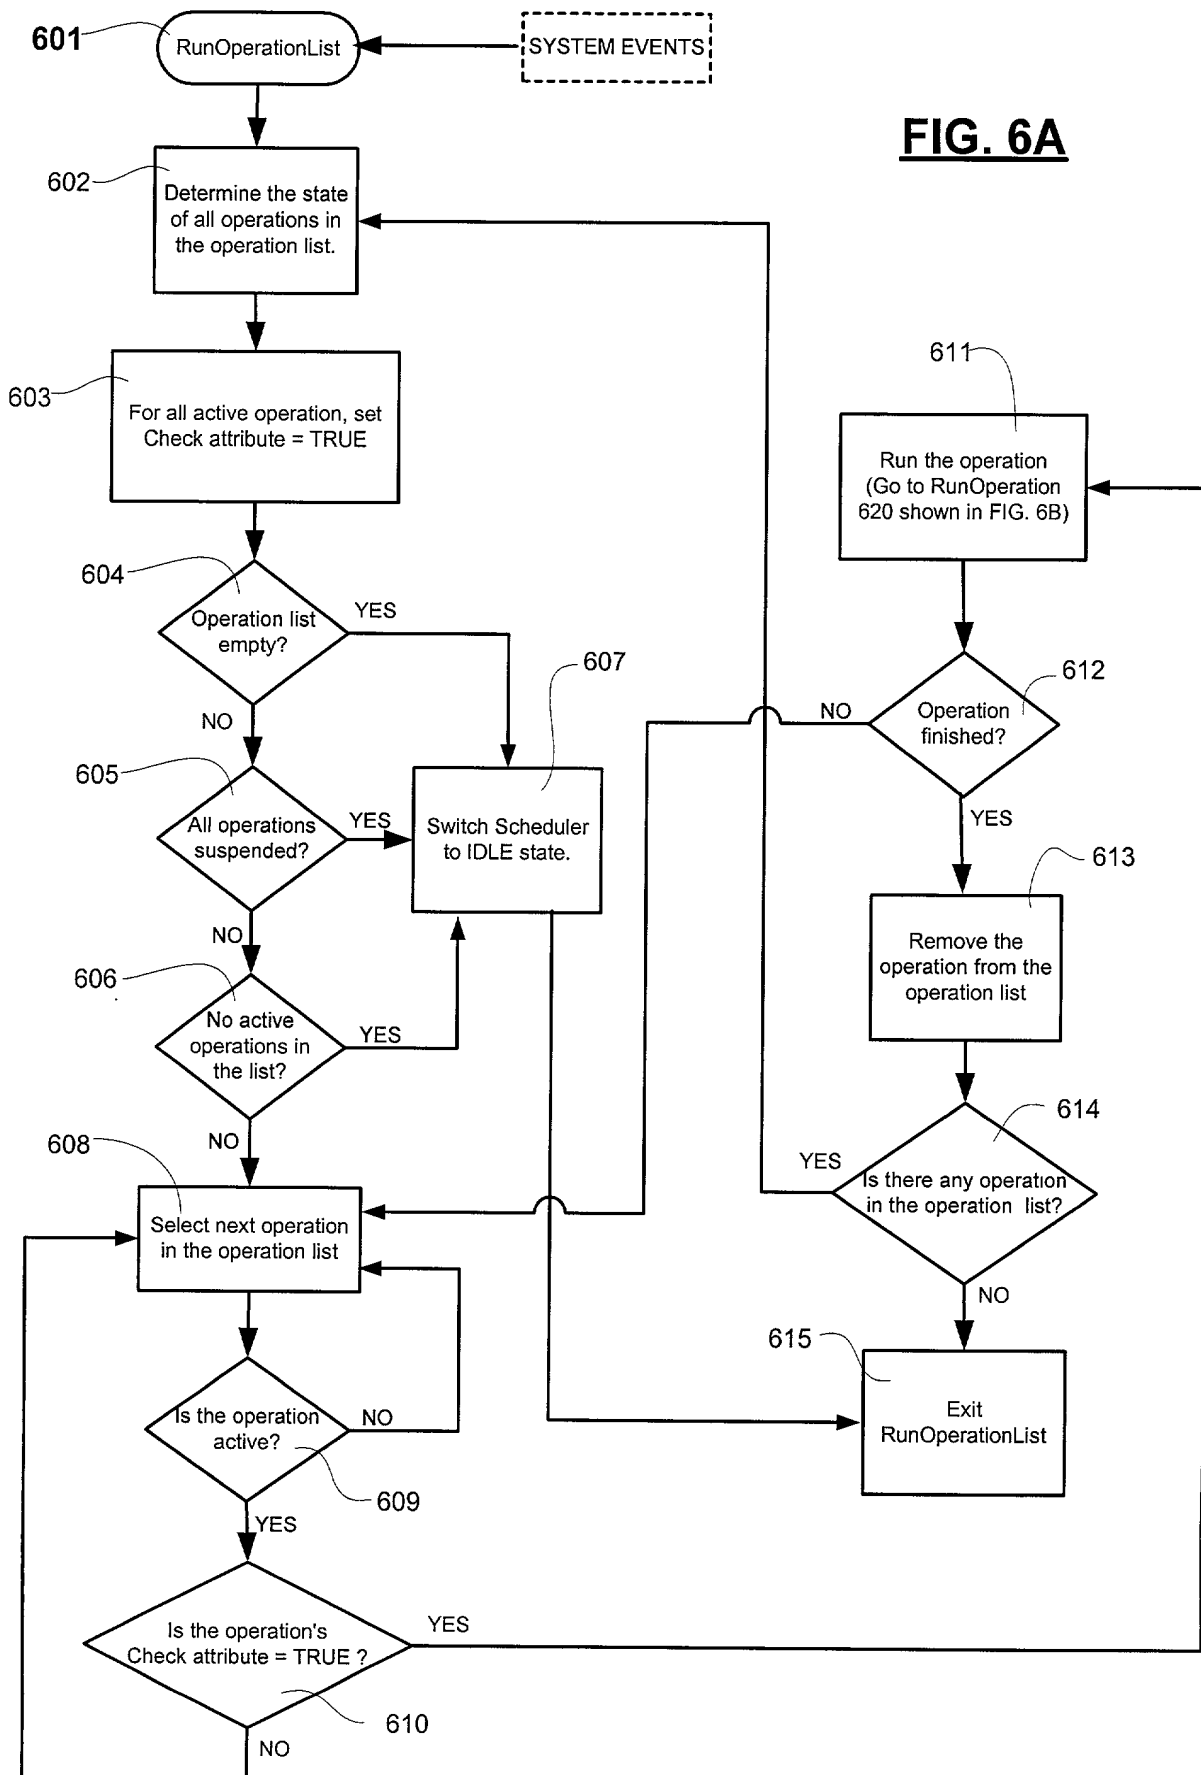 601
RunOperationList
SYSTEM EVENTS
FIG. 6A
602
Determine the state
of all operations in
the operation list.
603
For all active operation, set
Check attribute = TRUE
604
Operation list
empty?
YES
NO
605
All operations
suspended?
YES
NO
606
No active
operations in
the list?
YES
NO
607
Switch Scheduler
to IDLE state.
608
Select next operation
in the operation list
Is the operation
active?
NO
609
YES
Is the operation's
Check attribute = TRUE ?
YES
610
NO
611
Run the operation
(Go to RunOperation
620 shown in FIG. 6B)
612
Operation
finished?
NO
YES
613
Remove the
operation from the
operation list
614
Is there any operation
in the operation list?
YES
NO
615
Exit
RunOperationList